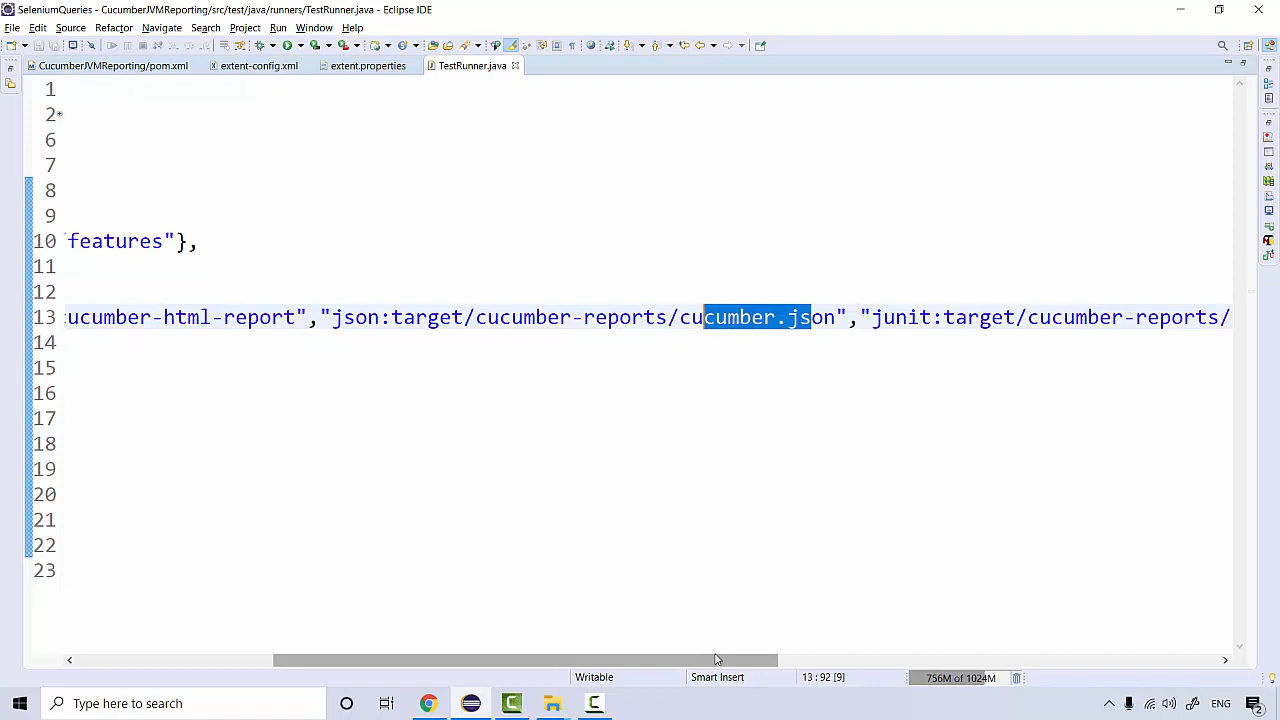 SeleniumQueries - CucumberJVMReporting/src/test/java/runners/TestRunner.java - Eclipse IDE
File Edit Source Refactor Navigate Search Project Run Window Help
CucumberJVMReporting/pom.xml extent-config.xml extent.properties TestRunner.java
1
2
6
7
8
9
10 features"},
11
12
13 ucumber-html-report","json:target/cucumber-reports/cucumber.json","junit:target/cucumber-reports/
14
15
16
17
18
19
20
21
22
23
Writable Smart Insert 13 : 92 [9] 756M of 1024M
Type here to search ENG 2